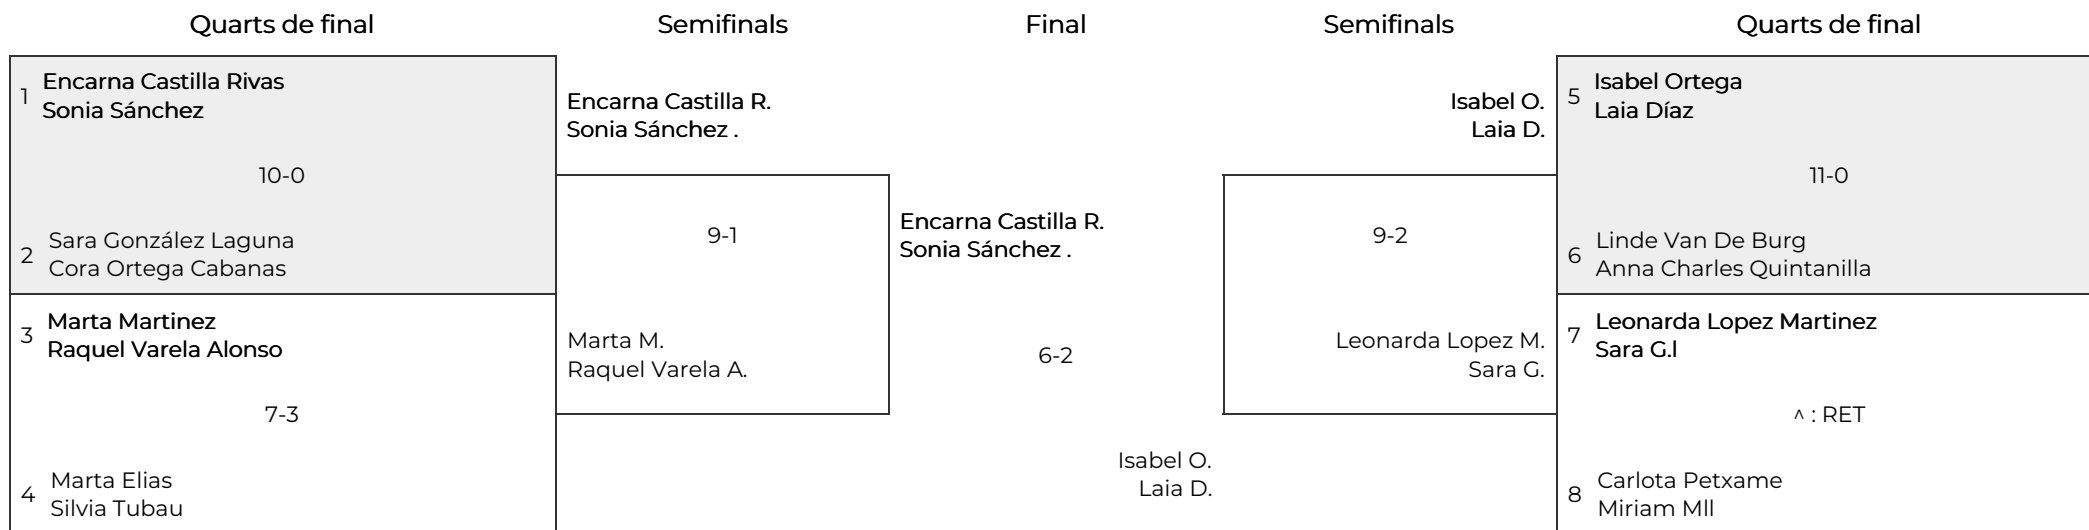 Quarts de final
Semifinals
Final
Semifinals
Quarts de final
1
Encarna Castilla Rivas
Sonia Sánchez
10-0
2
Sara González Laguna
Cora Ortega Cabanas
3
Marta Martinez
Raquel Varela Alonso
7-3
4
Marta Elias
Silvia Tubau
Encarna Castilla R.
Sonia Sánchez .
9-1
Marta M.
Raquel Varela A.
Encarna Castilla R.
Sonia Sánchez .
6-2
Isabel O.
Laia D.
Isabel O.
Laia D.
9-2
Leonarda Lopez M.
Sara G.
5
Isabel Ortega
Laia Díaz
11-0
6
Linde Van De Burg
Anna Charles Quintanilla
7
Leonarda Lopez Martinez
Sara G.l
^ : RET
8
Carlota Petxame
Miriam Mll